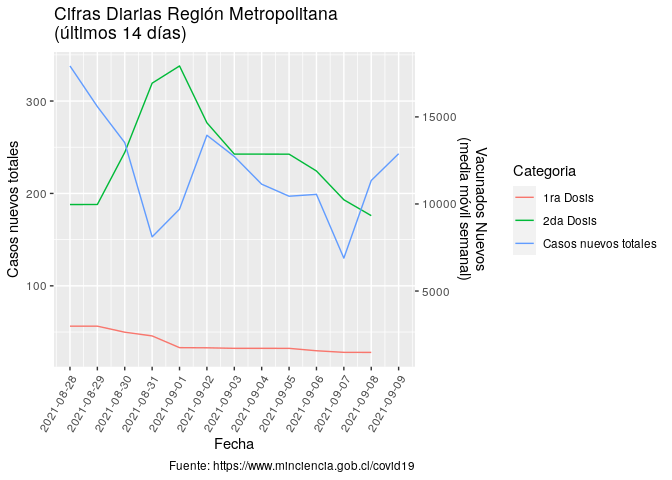 Cifras Diarias Región Metropolitana
(últimos 14 días)
Casos nuevos totales
300
200
100
15000
10000
5000
Vacunados Nuevos
(media móvil semanal)
2021-08-28
2021-08-29
2021-08-30
2021-08-31
2021-09-01
2021-09-02
2021-09-03
2021-09-04
2021-09-05
2021-09-06
2021-09-07
2021-09-08
2021-09-09
Fecha
Categoria
1ra Dosis
2da Dosis
Casos nuevos totales
Fuente: https://www.minciencia.gob.cl/covid19